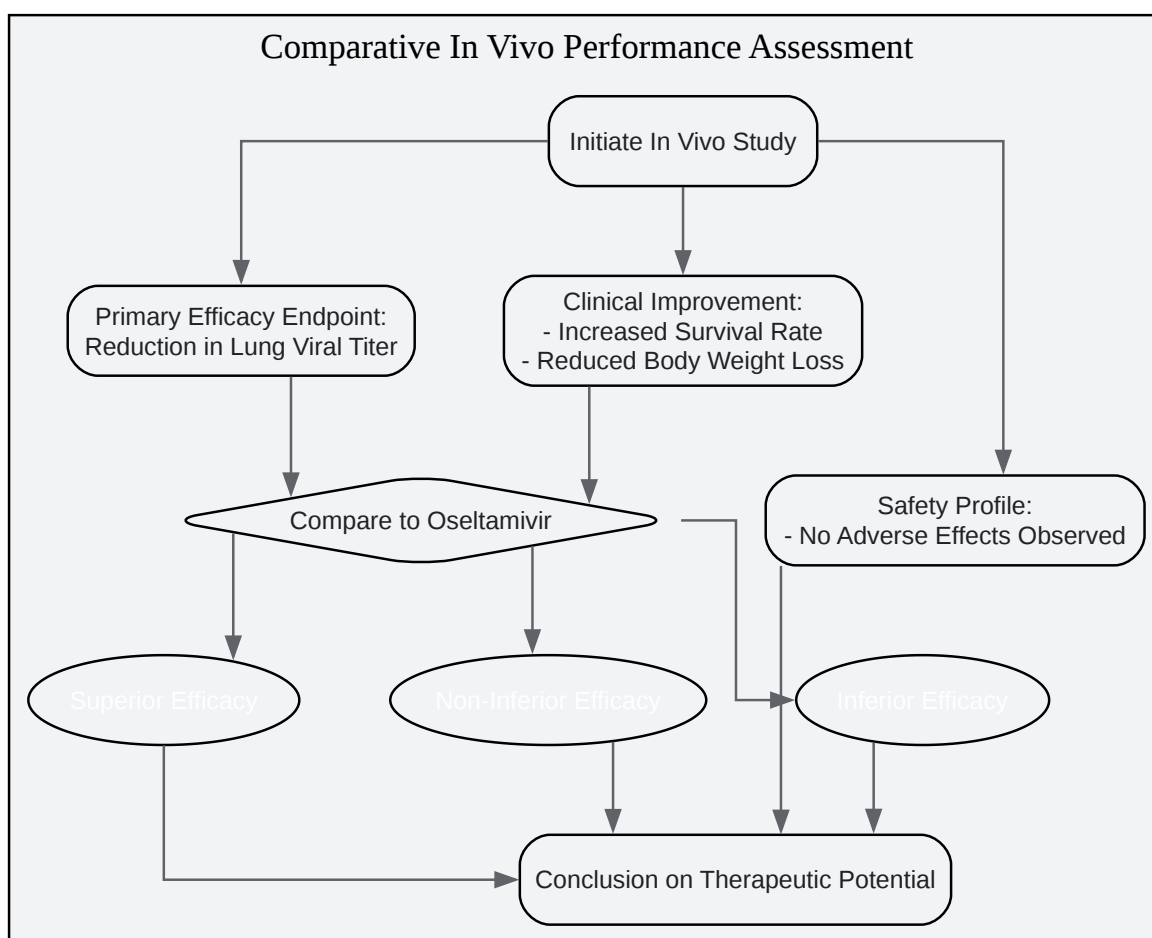 Comparative In Vivo Performance Assessment
Initiate In Vivo Study
Primary Efficacy Endpoint:
Reduction in Lung Viral Titer
Clinical Improvement:
- Increased Survival Rate
- Reduced Body Weight Loss
Compare to Oseltamivir
Safety Profile:
- No Adverse Effects Observed
Superior Efficacy
Non-Inferior Efficacy
Inferior Efficacy
Conclusion on Therapeutic Potential